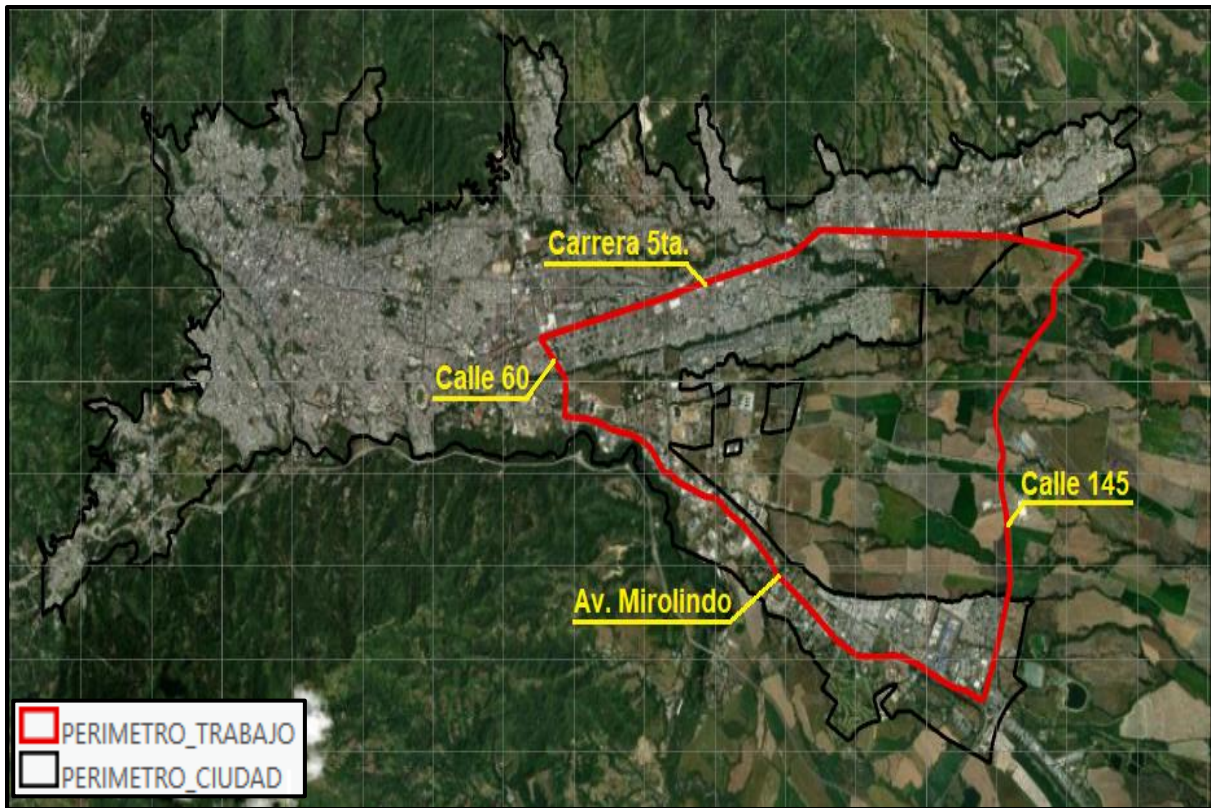 Carrera 5ta.
Calle 60
Calle 145
Av. Mirolindo
PERIMETRO_TRABAJO
PERIMETRO_CIUDAD